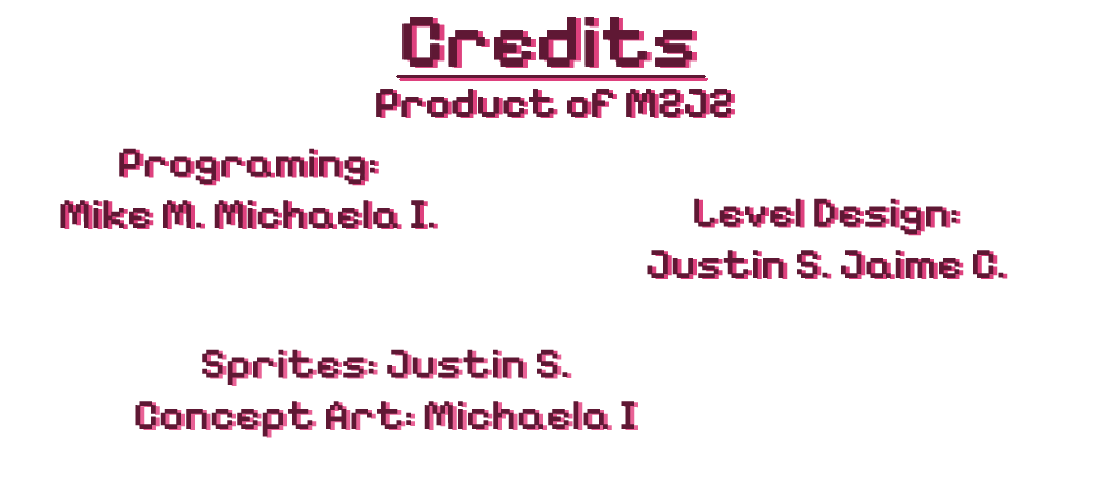 Credits
Product of M2J2
Programing:
Mike M. Michaela I.
Level Design:
Justin S. Jaime C.
Sprites: Justin S.
Concept Art: Michaela I